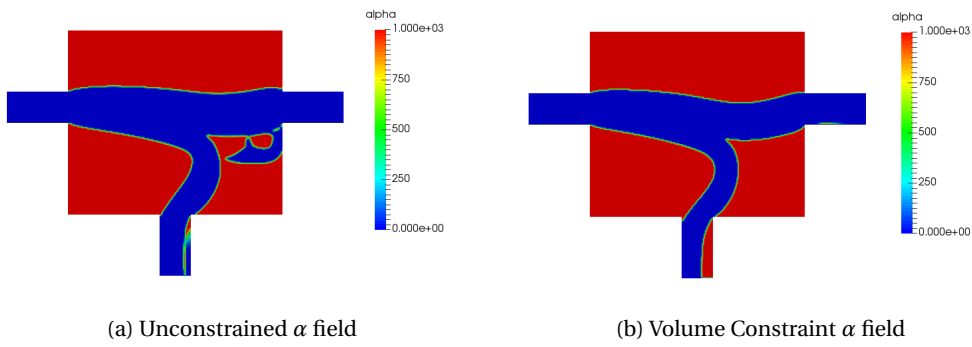 alpha
1.000e+03
750
500
250
0.000e+00
alpha
1.000e+03
750
500
250
0.000e+00
(a) Unconstrained α field
(b) Volume Constraint α field